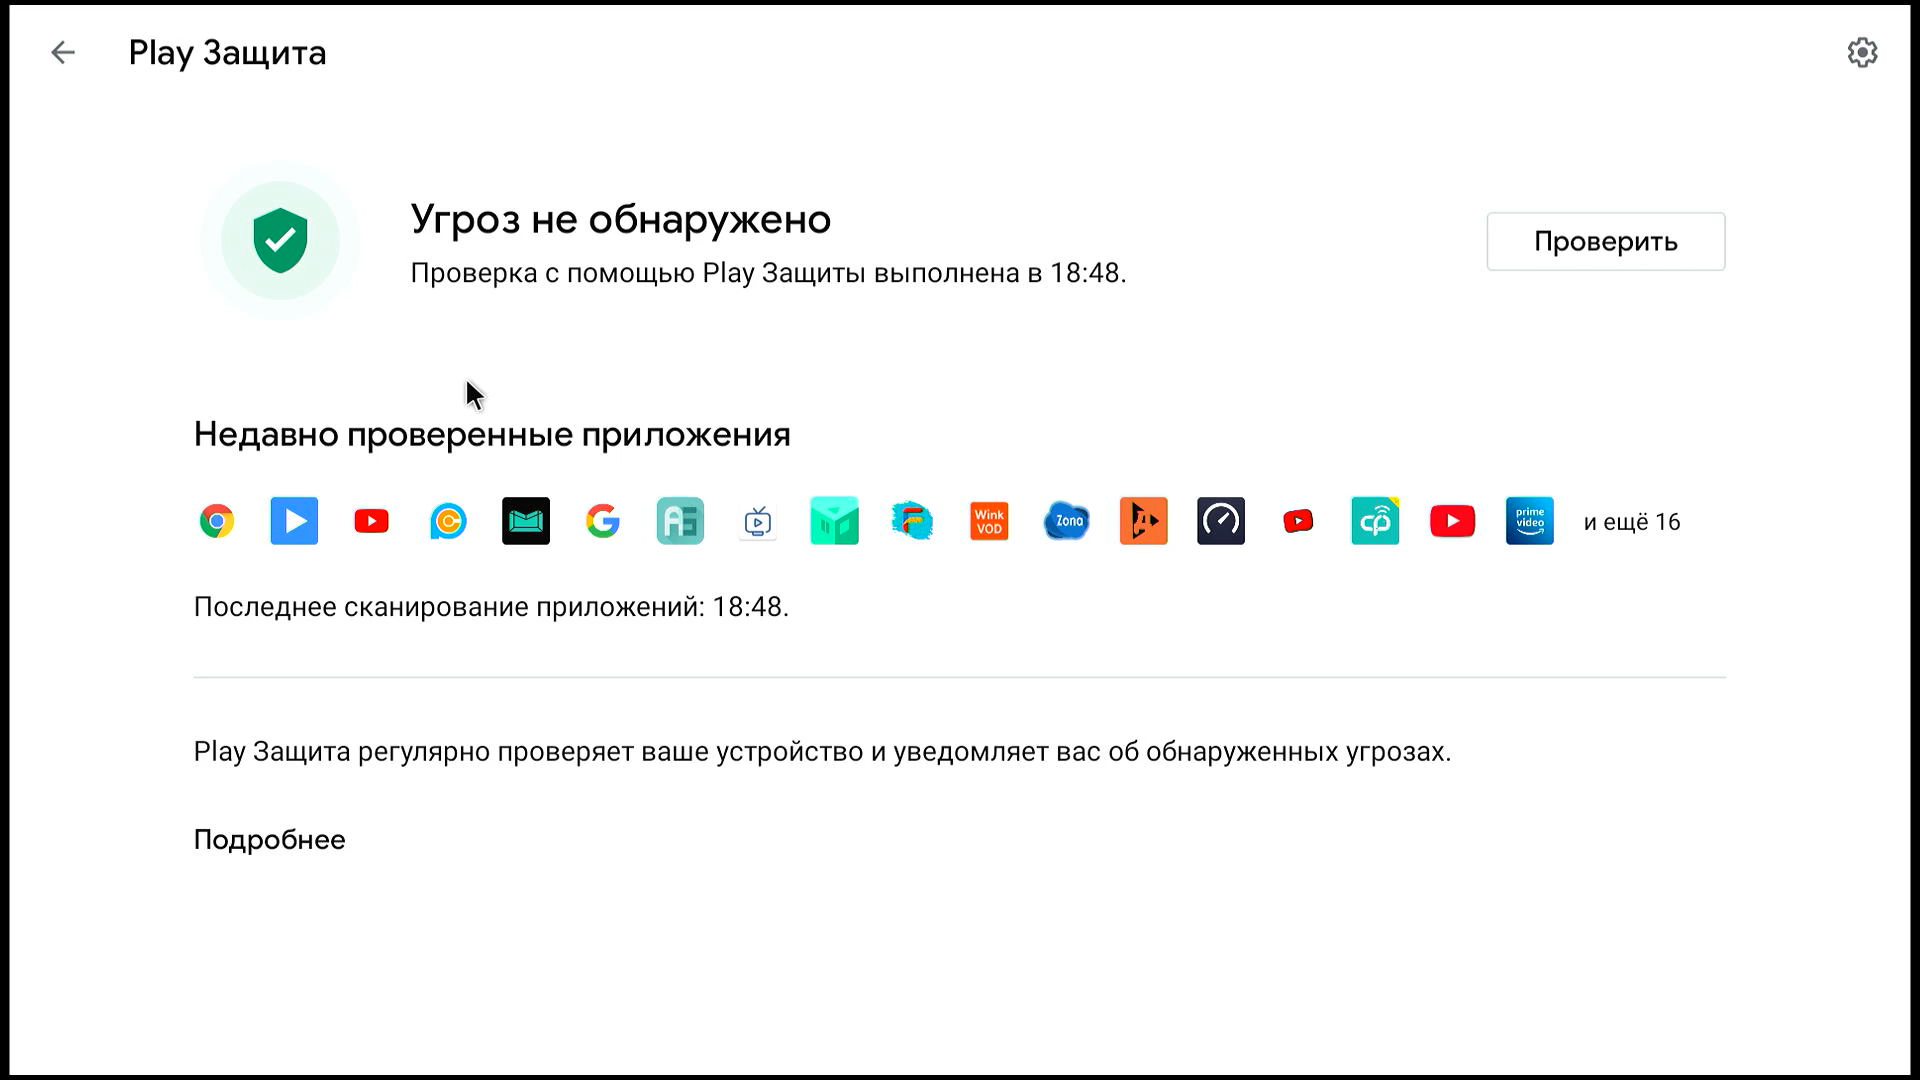 Play Защита
Угроз не обнаружено
Проверка с помощью Play Защиты выполнена в 18:48.
Проверить
Недавно проверенные приложения
Wink
VOD
Zona
prime
video
и ещё 16
Последнее сканирование приложений: 18:48.
Play Защита регулярно проверяет ваше устройство и уведомляет вас об обнаруженных угрозах.
Подробнее